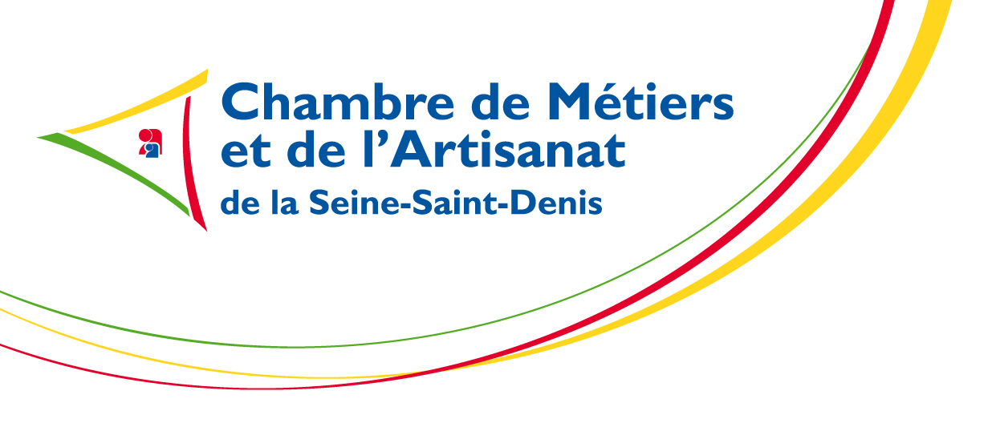 Chambre de Métiers
et de l’Artisanat
de la Seine-Saint-Denis